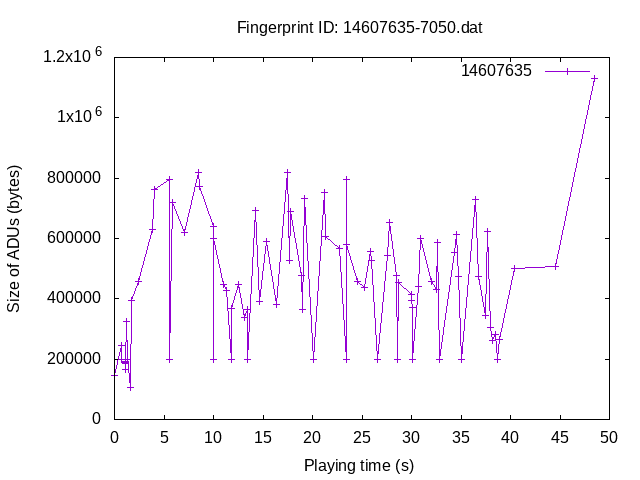 Fingerprint ID: 14607635-7050.dat
1.2x10^6
14607635
1x10^6
800000
600000
400000
200000
0
Size of ADUs (bytes)
0 5 10 15 20 25 30 35 40 45 50
Playing time (s)